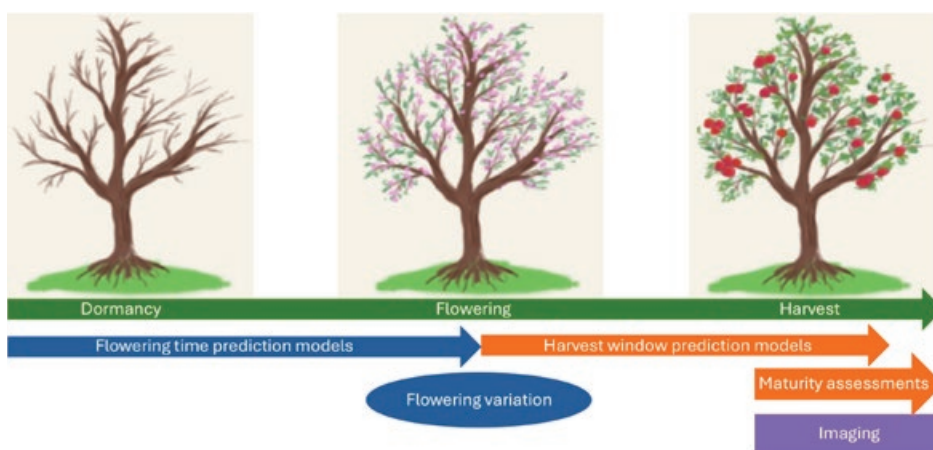 Dormancy Flowering Harvest
Flowering time prediction models Harvest window prediction models
Flowering variation Maturity assessments
Imaging